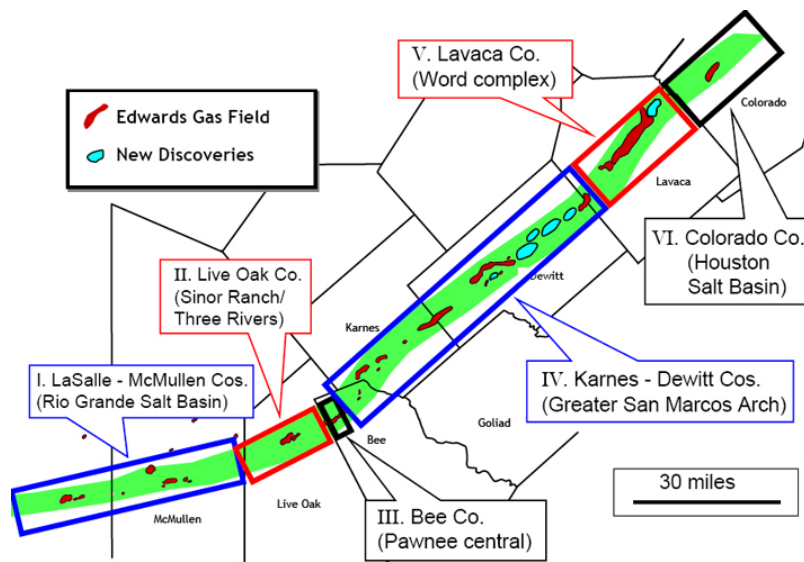 V. Lavaca Co.
(Word complex)
Edwards Gas Field
New Discoveries
Colorado
Lavaca
VI. Colorado Co.
(Houston
Salt Basin)
II. Live Oak Co.
(Sinor Ranch/
Three Rivers)
Dewitt
Karnes
I. LaSalle - McMullen Cos.
(Rio Grande Salt Basin)
IV. Karnes - Dewitt Cos.
(Greater San Marcos Arch)
Goliad
Bee
30 miles
Live Oak
McMullen
III. Bee Co.
(Pawnee central)